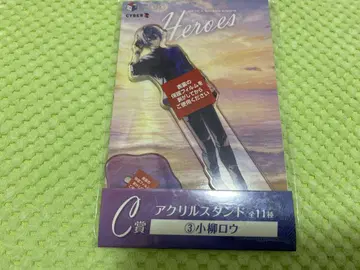 CYBER
Heroes
表面の
保護フィルムを
剥がしてから
ご使用ください
C賞
アクリルスタンド 全11種
③小柳ロウ